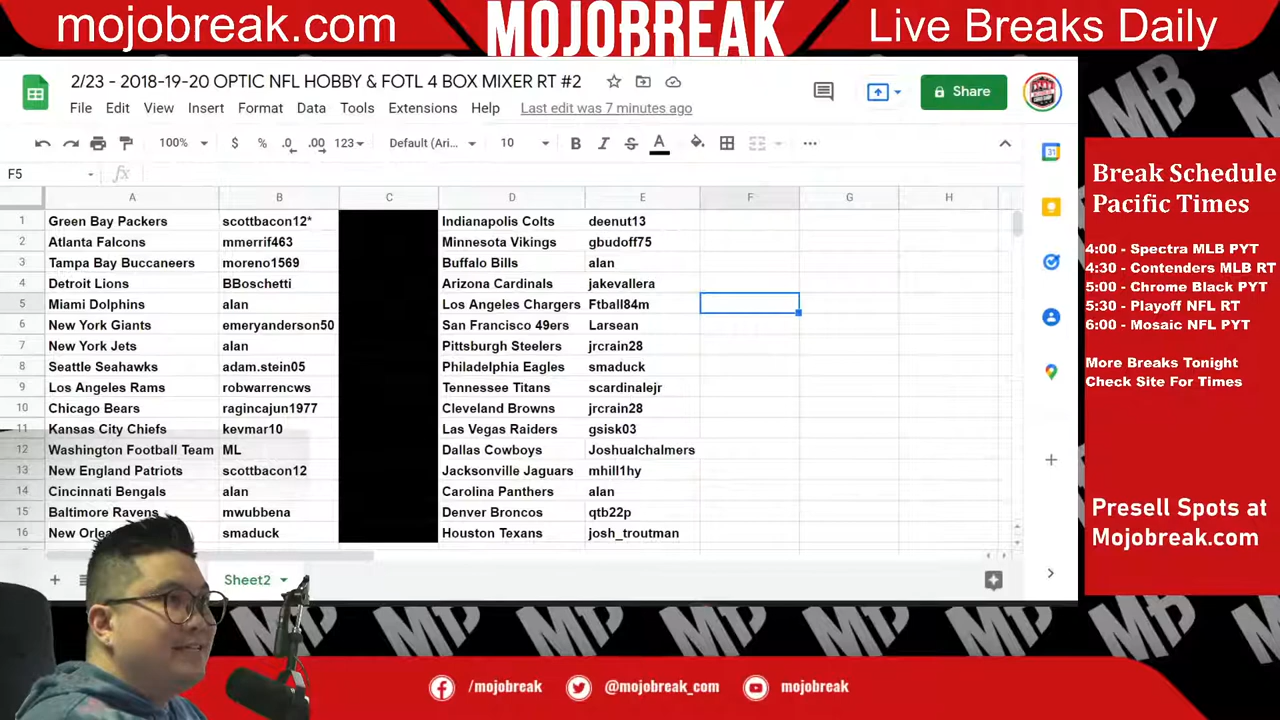 mojobreak.com
MOJOBREAK
Live Breaks Daily
2/23 - 2018-19-20 OPTIC NFL HOBBY & FOTL 4 BOX MIXER RT #2
File Edit View Insert Format Data Tools Extensions Help Last edit was 7 minutes ago
Share
100% $ % .0 .00 123 Default (Ari... 10 B I S A
F5 fx
A B C D E F G H
1 Green Bay Packers scottbacon12* Indianapolis Colts deenut13
2 Atlanta Falcons mmerrif463 Minnesota Vikings gbudoff75
3 Tampa Bay Buccaneers moreno1569 Buffalo Bills alan
4 Detroit Lions BBoschetti Arizona Cardinals jakevallera
5 Miami Dolphins alan Los Angeles Chargers Ftball84m
6 New York Giants emeryanderson50 San Francisco 49ers Larsean
7 New York Jets alan Pittsburgh Steelers jrcrain28
8 Seattle Seahawks adam.stein05 Philadelphia Eagles smaduck
9 Los Angeles Rams robwarrencws Tennessee Titans scardinalejr
10 Chicago Bears ragincajun1977 Cleveland Browns jrcrain28
11 Kansas City Chiefs kevmar10 Las Vegas Raiders gsisk03
12 Washington Football Team ML Dallas Cowboys Joshualchalmers
13 New England Patriots scottbacon12 Jacksonville Jaguars mhill1hy
14 Cincinnati Bengals alan Carolina Panthers alan
15 Baltimore Ravens mwubbena Denver Broncos qtb22p
16 New smaduck Houston Texans josh_troutman
Sheet2
31
Break Schedule
Pacific Times
4:00 - Spectra MLB PYT
4:30 - Contenders MLB RT
5:00 - Chrome Black PYT
5:30 - Playoff NFL RT
6:00 - Mosaic NFL PYT
More Breaks Tonight
Check Site For Times
Presell Spots at
Mojobreak.com
/mojobreak @mojobreak_com mojobreak
MB